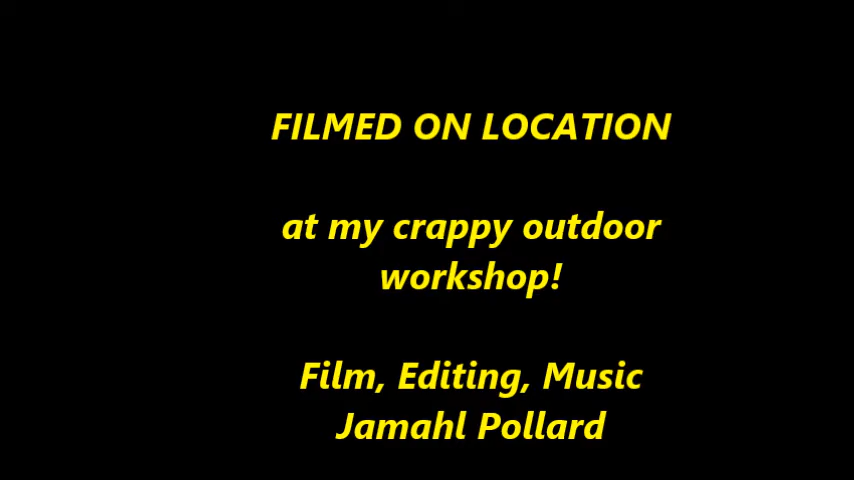 FILMED ON LOCATION
at my crappy outdoor
workshop!
Film, Editing, Music
Jamahl Pollard